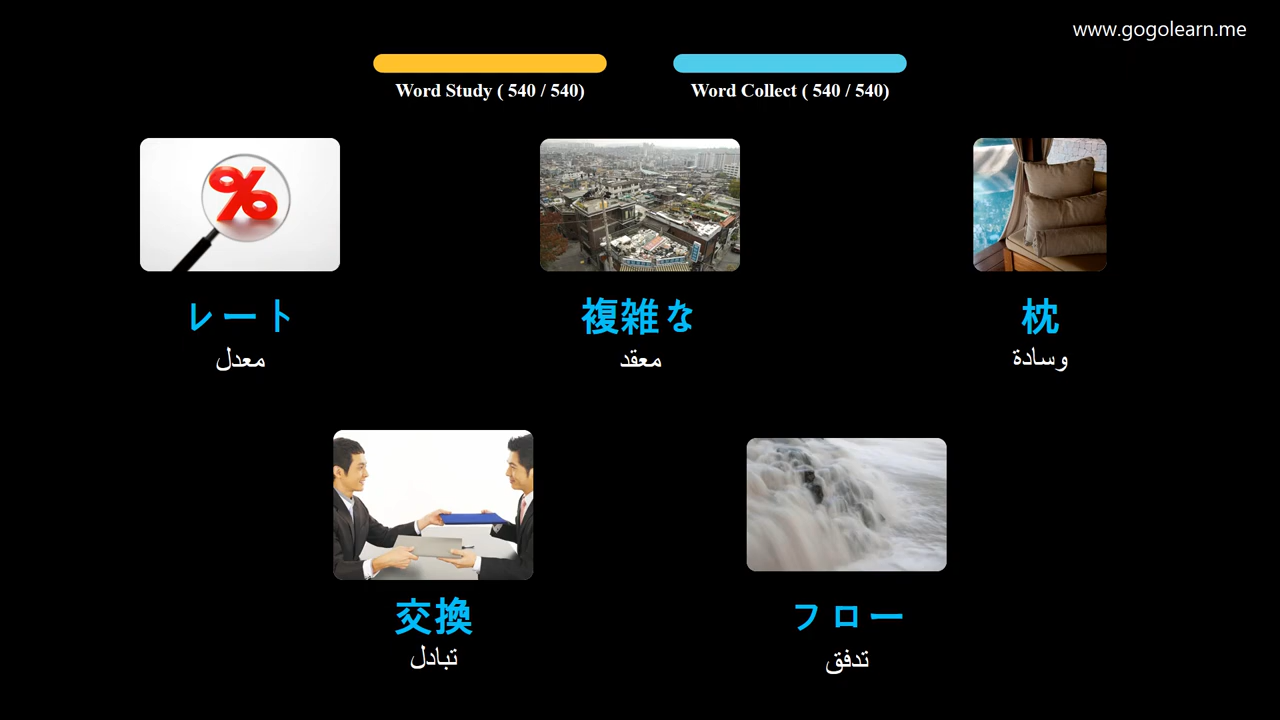 www.gogolearn.me
Word Study ( 540 / 540)
Word Collect ( 540 / 540)
%
レート
معدل
複雑な
معقد
枕
وسادة
交換
تبادل
フロー
تدفق